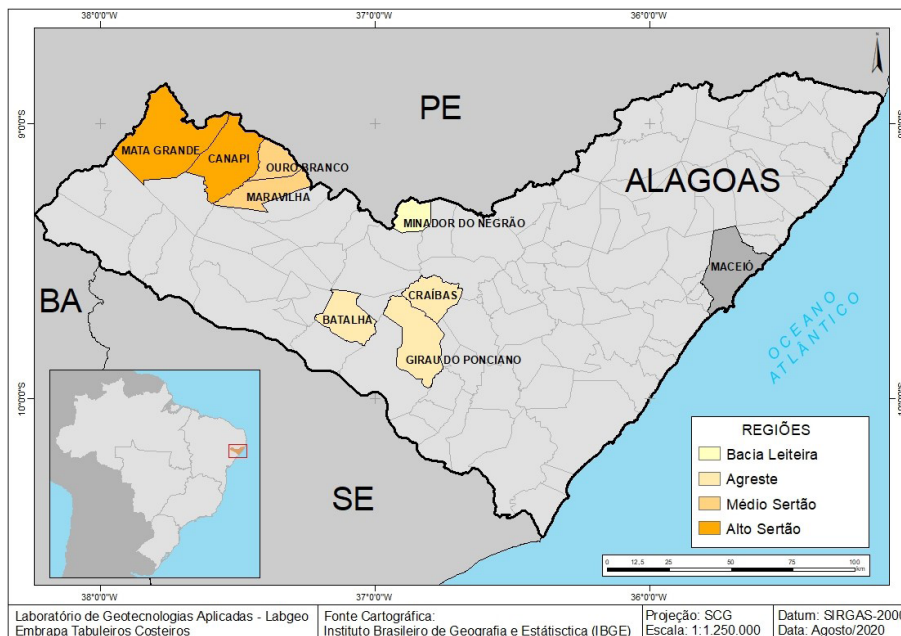 38°0'0"S
37°0'0"O
36°0'0"O
9°0'0"S
PE
MATA GRANDE
CANAPI
OURO BRANCO
MARAVILHA
ALAGOAS
MINADOR DO NEGRÃO
MACEIÓ
BA
CRAÍBAS
BATALHA
GIRAU DO PONCIANO
OCEANO
ATLÂNTICO
10°0'0"S
SE
REGIÕES
Bacia Leiteira
Agreste
Médio Sertão
Alto Sertão
0 12,5 25 50 75 100
km
38°0'0"O
37°0'0"O
36°0'0"O
Laboratório de Geotecnologias Aplicadas - Labgeo
Embrapa Tabuleiros Costeiros
Fonte Cartográfica:
Instituto Brasileiro de Geografia e Estátisctica (IBGE)
Projeção: SCG
Escala: 1:1.250.000
Datum: SIRGAS-2000
Data: Agosto/2020